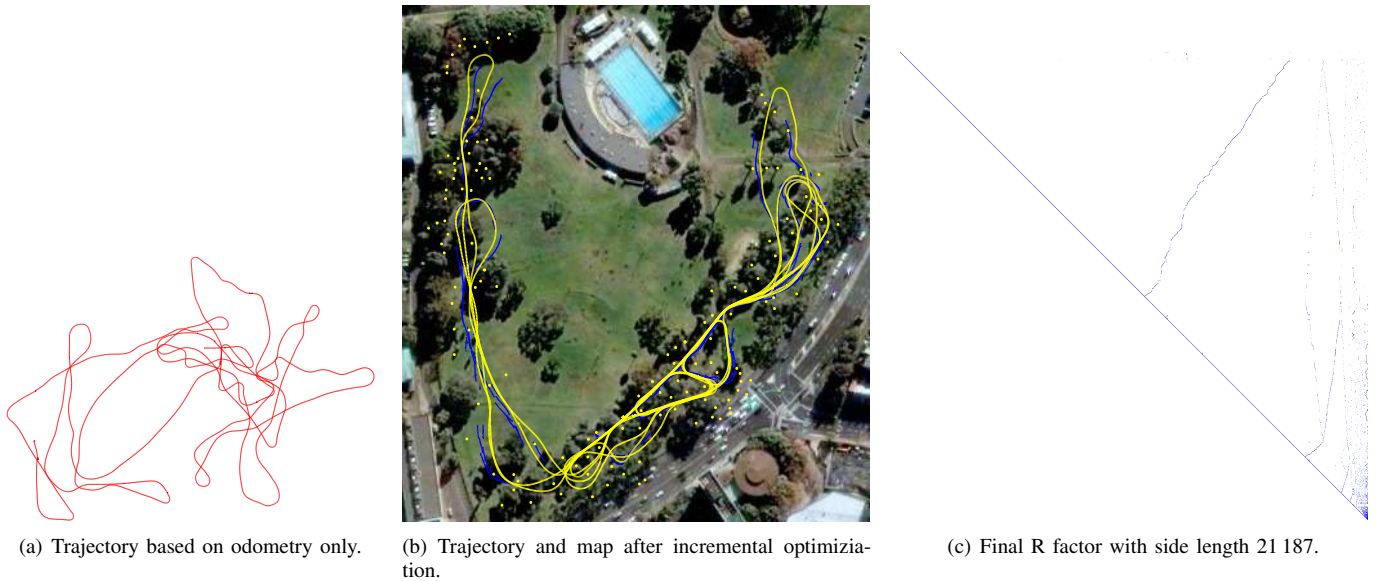 (a) Trajectory based on odometry only.
(b) Trajectory and map after incremental optimizia-
tion.
(c) Final R factor with side length 21 187.